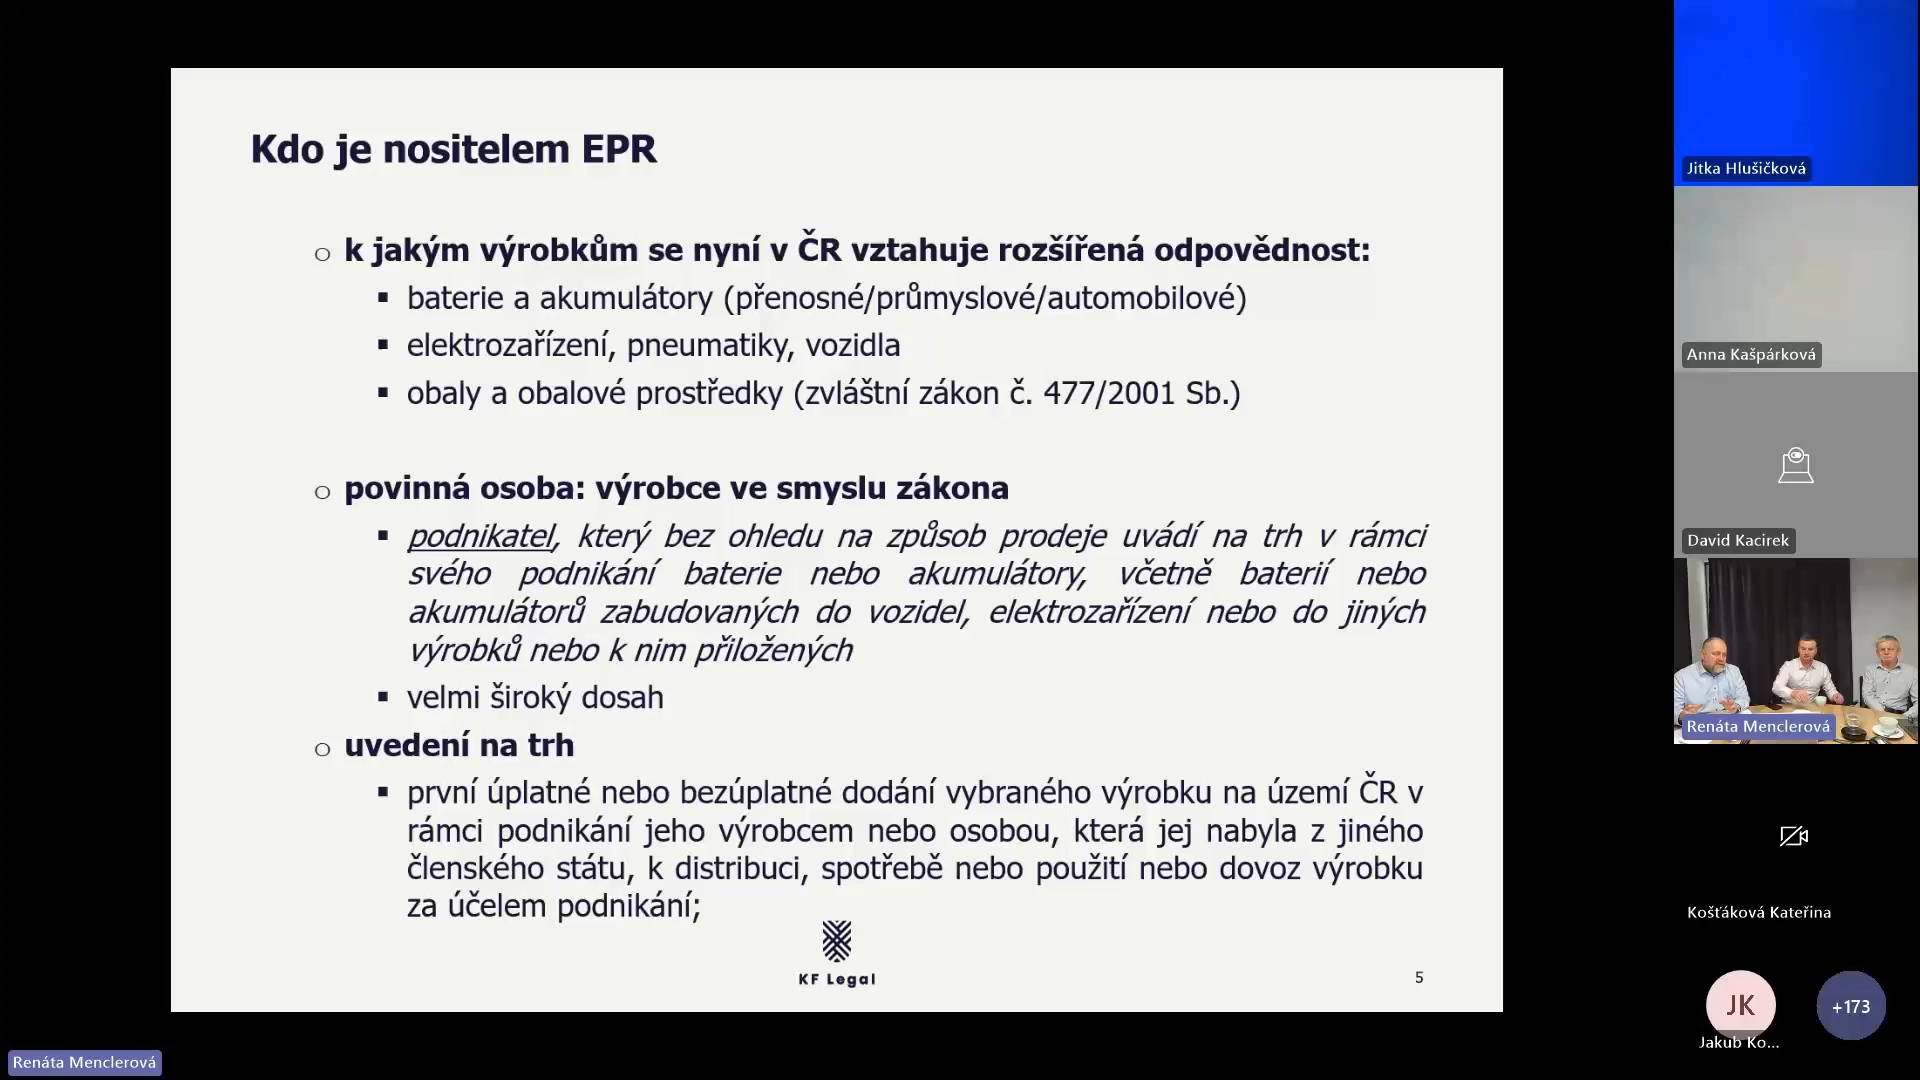 Kdo je nositelem EPR
o k jakým výrobkům se nyní v ČR vztahuje rozšířená odpovědnost:
▪ baterie a akumulátory (přenosné/průmyslové/automobilové)
▪ elektrozařízení, pneumatiky, vozidla
▪ obaly a obalové prostředky (zvláštní zákon č. 477/2001 Sb.)
o povinná osoba: výrobce ve smyslu zákona
▪ podnikatel, který bez ohledu na způsob prodeje uvádí na trh v rámci
svého podnikání baterie nebo akumulátory, včetně baterií nebo
akumulátorů zabudovaných do vozidel, elektrozařízení nebo do jiných
výrobků nebo k nim přiložených
▪ velmi široký dosah
o uvedení na trh
▪ první úplatné nebo bezúplatné dodání vybraného výrobku na území ČR v
rámci podnikání jeho výrobcem nebo osobou, která jej nabyla z jiného
členského státu, k distribuci, spotřebě nebo použití nebo dovoz výrobku
za účelem podnikání;
KF Legal
5
Jitka Hlušičková
Anna Kašpárková
David Kacirek
Renáta Menclerová
Košťáková Kateřina
JK
+173
Jakub Ko...
Renáta Menclerová